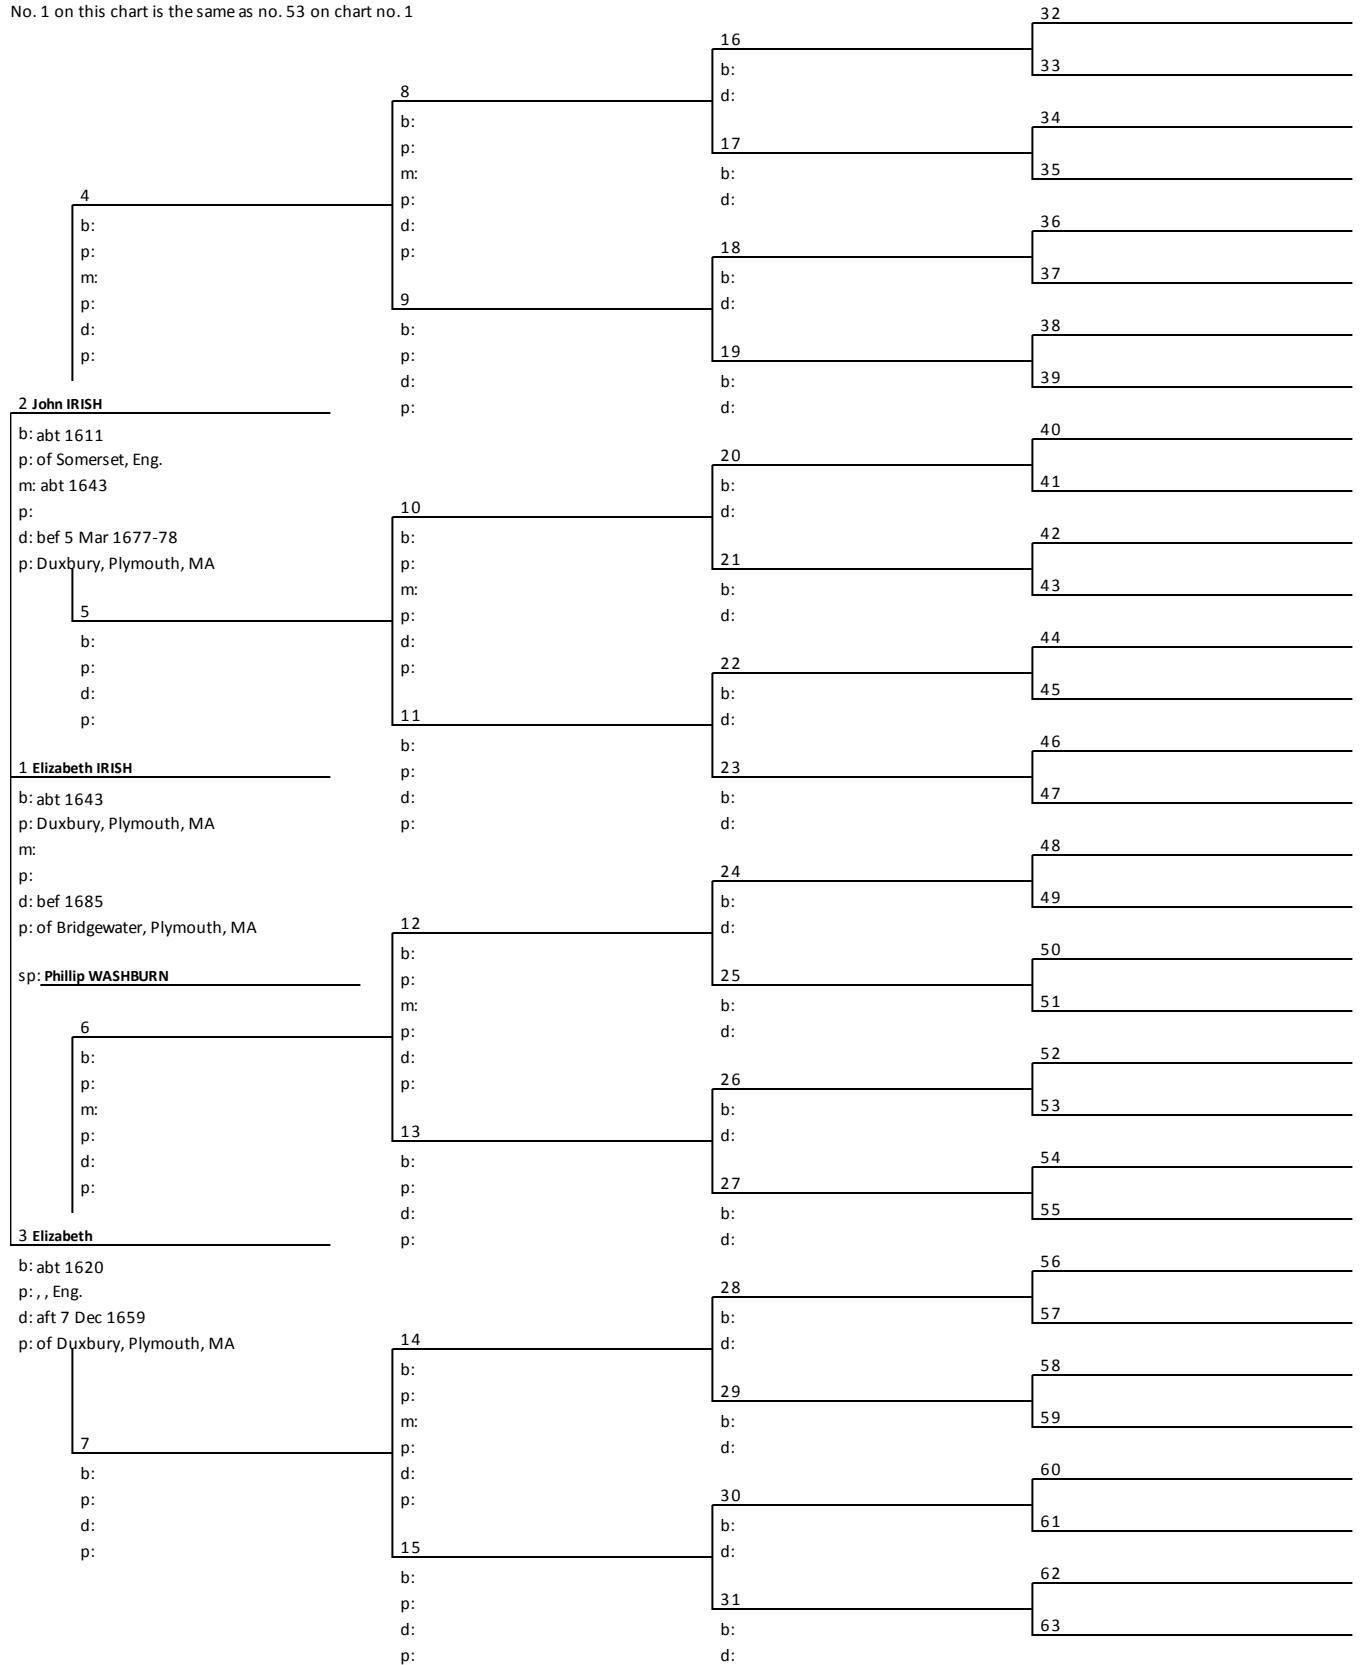 No. 1 on this chart is the same as no. 53 on chart no. 1
4
b:
p:
m:
p:
d:
p:
2 John IRISH
b: abt 1611
p: of Somerset, Eng.
m: abt 1643
p:
d: bef 5 Mar 1677-78
p: Duxbury, Plymouth, MA
5
b:
p:
d:
p:
1 Elizabeth IRISH
b: abt 1643
p: Duxbury, Plymouth, MA
m:
p:
d: bef 1685
p: of Bridgewater, Plymouth, MA
sp: Phillip WASHBURN
6
b:
p:
m:
p:
d:
p:
3 Elizabeth
b: abt 1620
p: , , Eng.
d: aft 7 Dec 1659
p: of Duxbury, Plymouth, MA
7
b:
p:
d:
p:
8
b:
p:
m:
p:
d:
p:
9
b:
p:
d:
p:
10
b:
p:
m:
p:
d:
p:
11
b:
p:
d:
p:
12
b:
p:
m:
p:
d:
p:
13
b:
p:
d:
p:
14
b:
p:
m:
p:
d:
p:
15
b:
p:
d:
p:
16
b:
d:
17
b:
d:
18
b:
d:
19
b:
d:
20
b:
d:
21
b:
d:
22
b:
d:
23
b:
d:
24
b:
d:
25
b:
d:
26
b:
d:
27
b:
d:
28
b:
d:
29
b:
d:
30
b:
d:
31
b:
d:
32
33
34
35
36
37
38
39
40
41
42
43
44
45
46
47
48
49
50
51
52
53
54
55
56
57
58
59
60
61
62
63